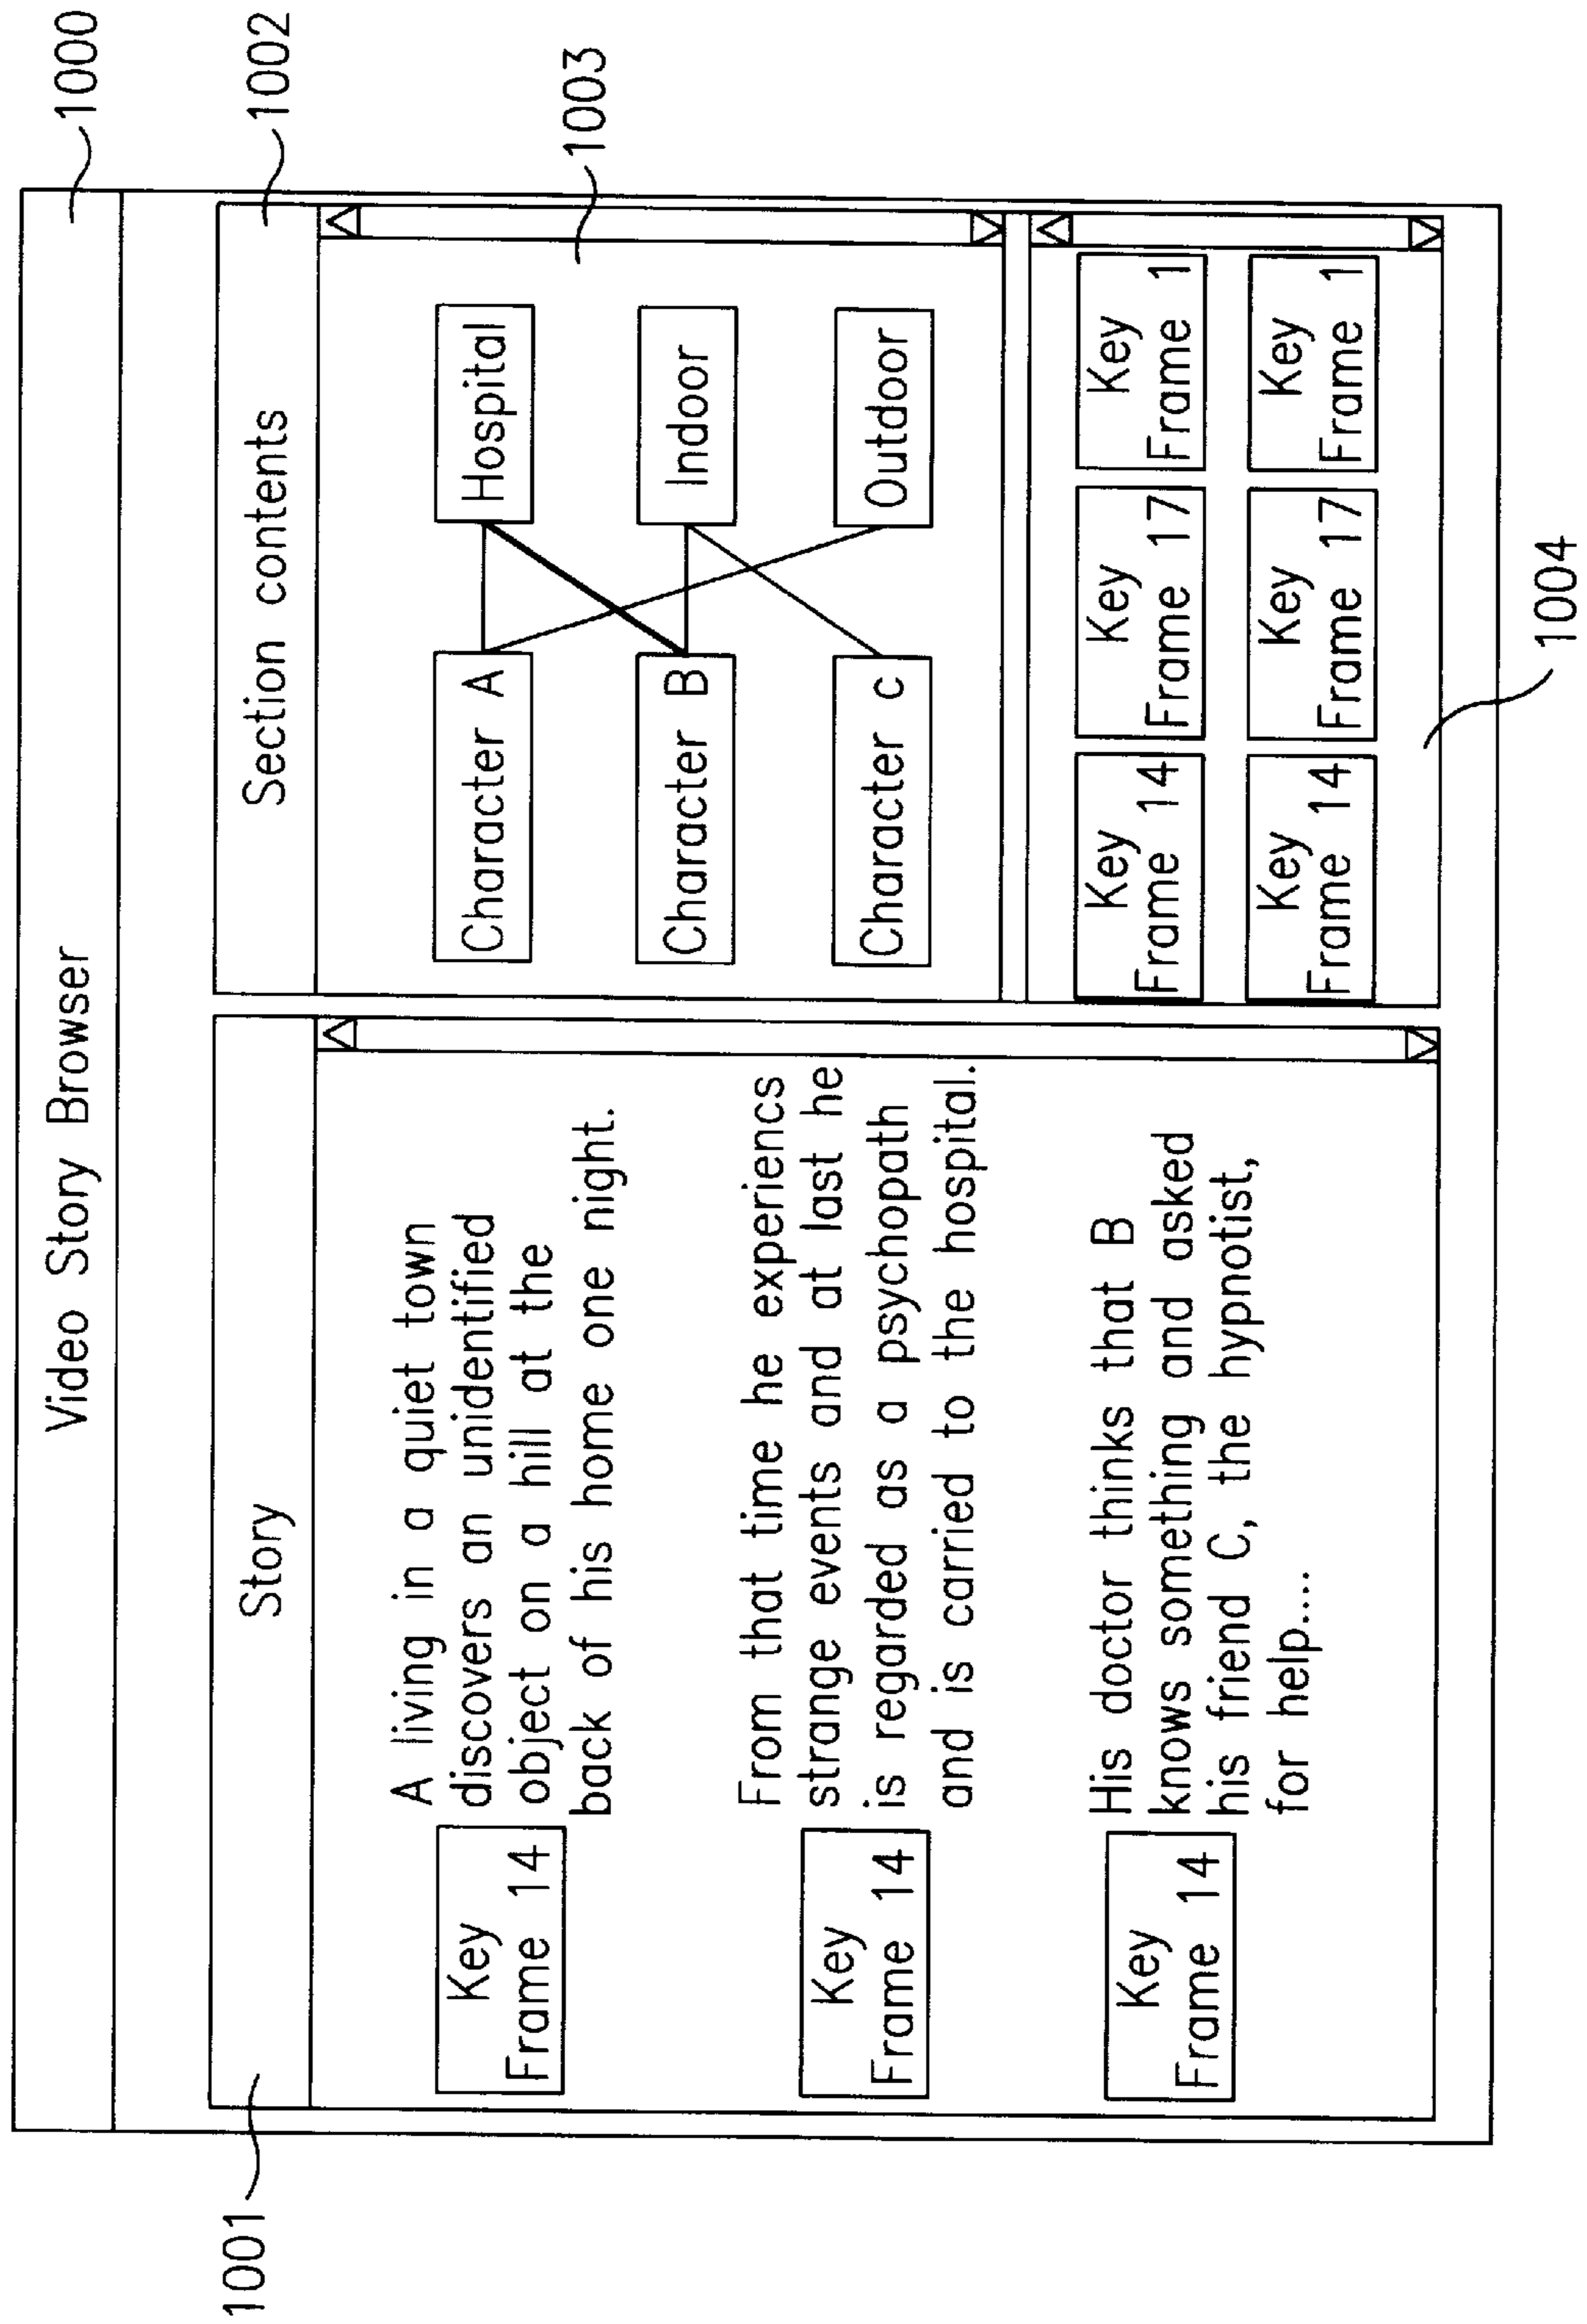 Video Story Browser
1000
1001
Story
Section contents
1002
Key
Frame 14
A living in a quiet town
discovers an unidentified
object on a hill at the
back of his home one night.
Key
Frame 14
From that time he experiencs
strange events and at last he
is regarded as a psychopath
and is carried to the hospital.
Key
Frame 14
His doctor thinks that B
knows something and asked
his friend C, the hypnotist,
for help....
Character A
Hospital
1003
Character B
Indoor
Character c
Outdoor
Key
Frame 14
Key
Frame 17
Key
Frame 1
Key
Frame 14
Key
Frame 17
Key
Frame 1
1004